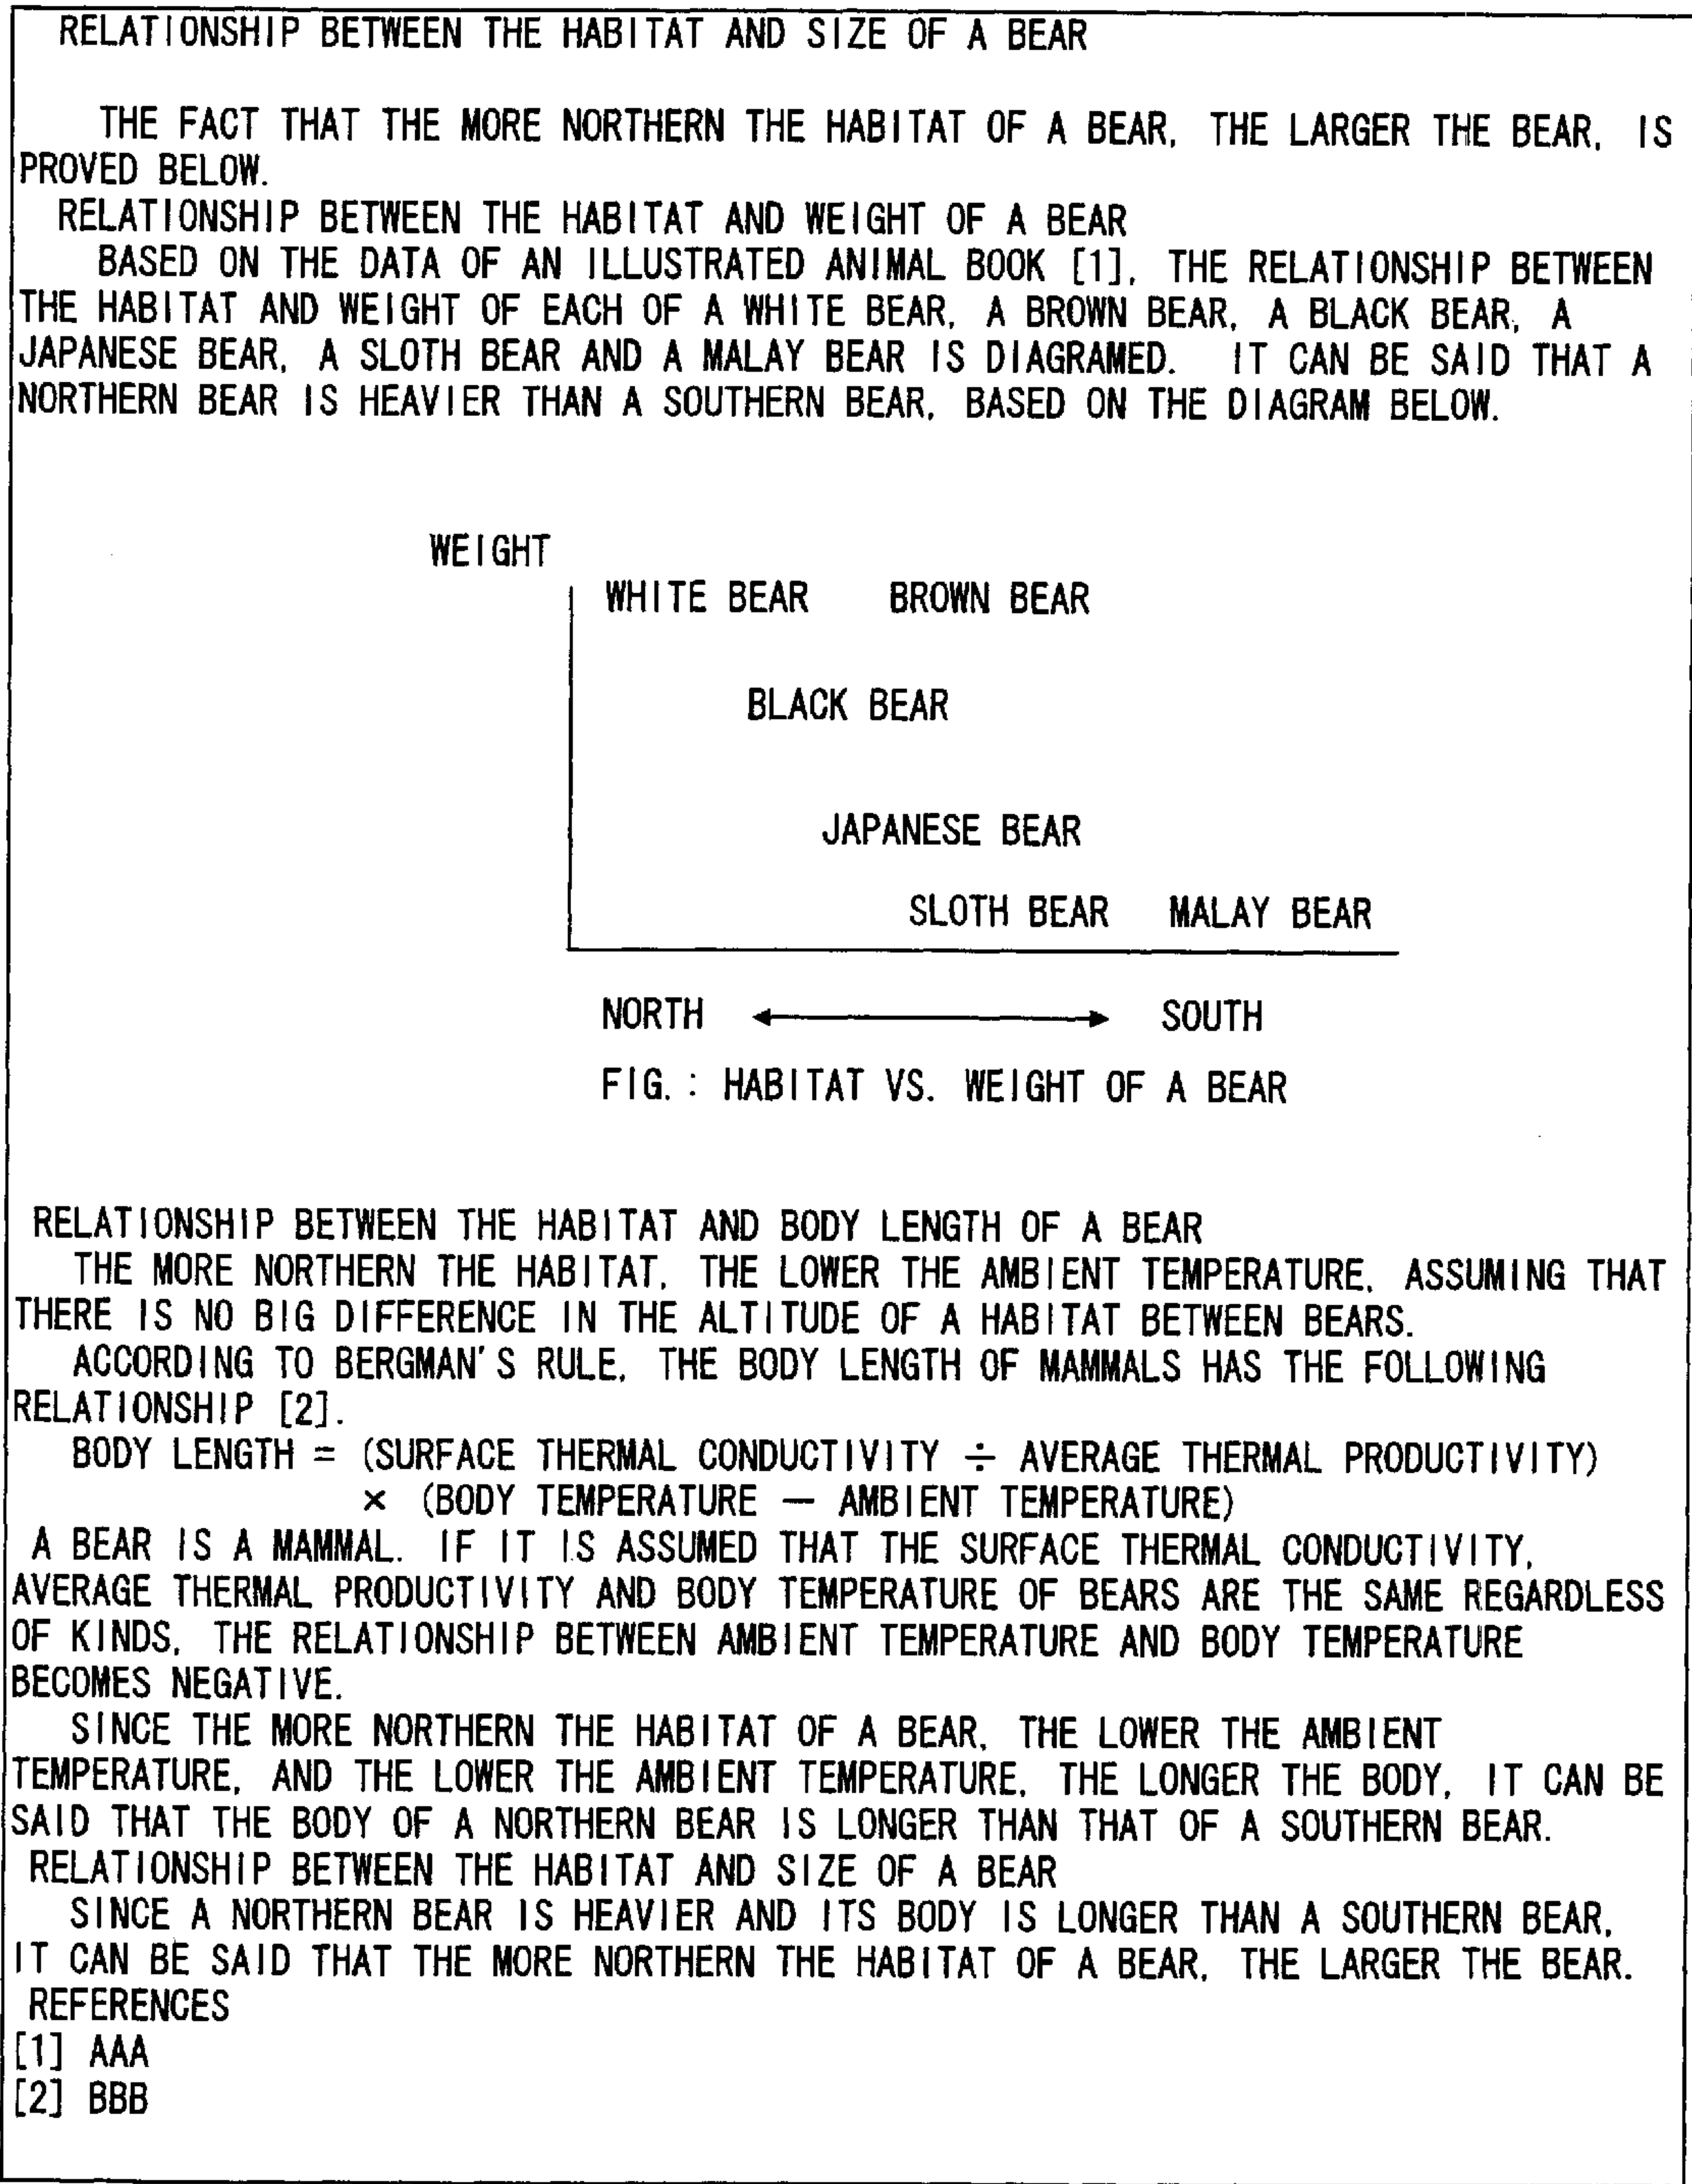 RELATIONSHIP BETWEEN THE HABITAT AND SIZE OF A BEAR
THE FACT THAT THE MORE NORTHERN THE HABITAT OF A BEAR, THE LARGER THE BEAR, IS
PROVED BELOW.
RELATIONSHIP BETWEEN THE HABITAT AND WEIGHT OF A BEAR
BASED ON THE DATA OF AN ILLUSTRATED ANIMAL BOOK [1], THE RELATIONSHIP BETWEEN
THE HABITAT AND WEIGHT OF EACH OF A WHITE BEAR, A BROWN BEAR, A BLACK BEAR, A
JAPANESE BEAR, A SLOTH BEAR AND A MALAY BEAR IS DIAGRAMED. IT CAN BE SAID THAT A
NORTHERN BEAR IS HEAVIER THAN A SOUTHERN BEAR, BASED ON THE DIAGRAM BELOW.
WEIGHT
WHITE BEAR BROWN BEAR
BLACK BEAR
JAPANESE BEAR
SLOTH BEAR MALAY BEAR
NORTH SOUTH
FIG. : HABITAT VS. WEIGHT OF A BEAR
RELATIONSHIP BETWEEN THE HABITAT AND BODY LENGTH OF A BEAR
THE MORE NORTHERN THE HABITAT, THE LOWER THE AMBIENT TEMPERATURE, ASSUMING THAT
THERE IS NO BIG DIFFERENCE IN THE ALTITUDE OF A HABITAT BETWEEN BEARS.
ACCORDING TO BERGMAN'S RULE, THE BODY LENGTH OF MAMMALS HAS THE FOLLOWING
RELATIONSHIP [2].
BODY LENGTH = (SURFACE THERMAL CONDUCTIVITY ÷ AVERAGE THERMAL PRODUCTIVITY)
× (BODY TEMPERATURE — AMBIENT TEMPERATURE)
A BEAR IS A MAMMAL. IF IT IS ASSUMED THAT THE SURFACE THERMAL CONDUCTIVITY,
AVERAGE THERMAL PRODUCTIVITY AND BODY TEMPERATURE OF BEARS ARE THE SAME REGARDLESS
OF KINDS, THE RELATIONSHIP BETWEEN AMBIENT TEMPERATURE AND BODY TEMPERATURE
BECOMES NEGATIVE.
SINCE THE MORE NORTHERN THE HABITAT OF A BEAR, THE LOWER THE AMBIENT
TEMPERATURE, AND THE LOWER THE AMBIENT TEMPERATURE, THE LONGER THE BODY, IT CAN BE
SAID THAT THE BODY OF A NORTHERN BEAR IS LONGER THAN THAT OF A SOUTHERN BEAR.
RELATIONSHIP BETWEEN THE HABITAT AND SIZE OF A BEAR
SINCE A NORTHERN BEAR IS HEAVIER AND ITS BODY IS LONGER THAN A SOUTHERN BEAR,
IT CAN BE SAID THAT THE MORE NORTHERN THE HABITAT OF A BEAR, THE LARGER THE BEAR.
REFERENCES
[1] AAA
[2] BBB